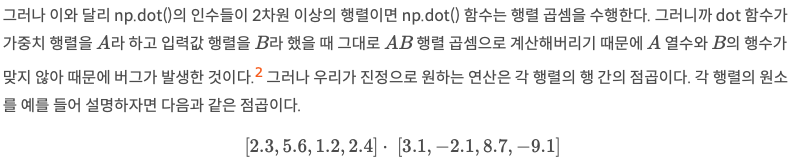 그러나 이와 달리 np.dot()의 인수들이 2차원 이상의 행렬이면 np.dot() 함수는 행렬 곱셈을 수행한다. 그러니까 dot 함수가
가중치 행렬을 A라 하고 입력값 행렬을 B라 했을 때 그대로 AB 행렬 곱셈으로 계산해버리기 때문에 A 열수와 B의 행수가
맞지 않아 때문에 버그가 발생한 것이다.2 그러나 우리가 진정으로 원하는 연산은 각 행렬의 행 간의 점곱이다. 각 행렬의 원소
를 예를 들어 설명하자면 다음과 같은 점곱이다.
[2.3, 5.6, 1.2, 2.4] · [3.1, −2.1, 8.7, −9.1]